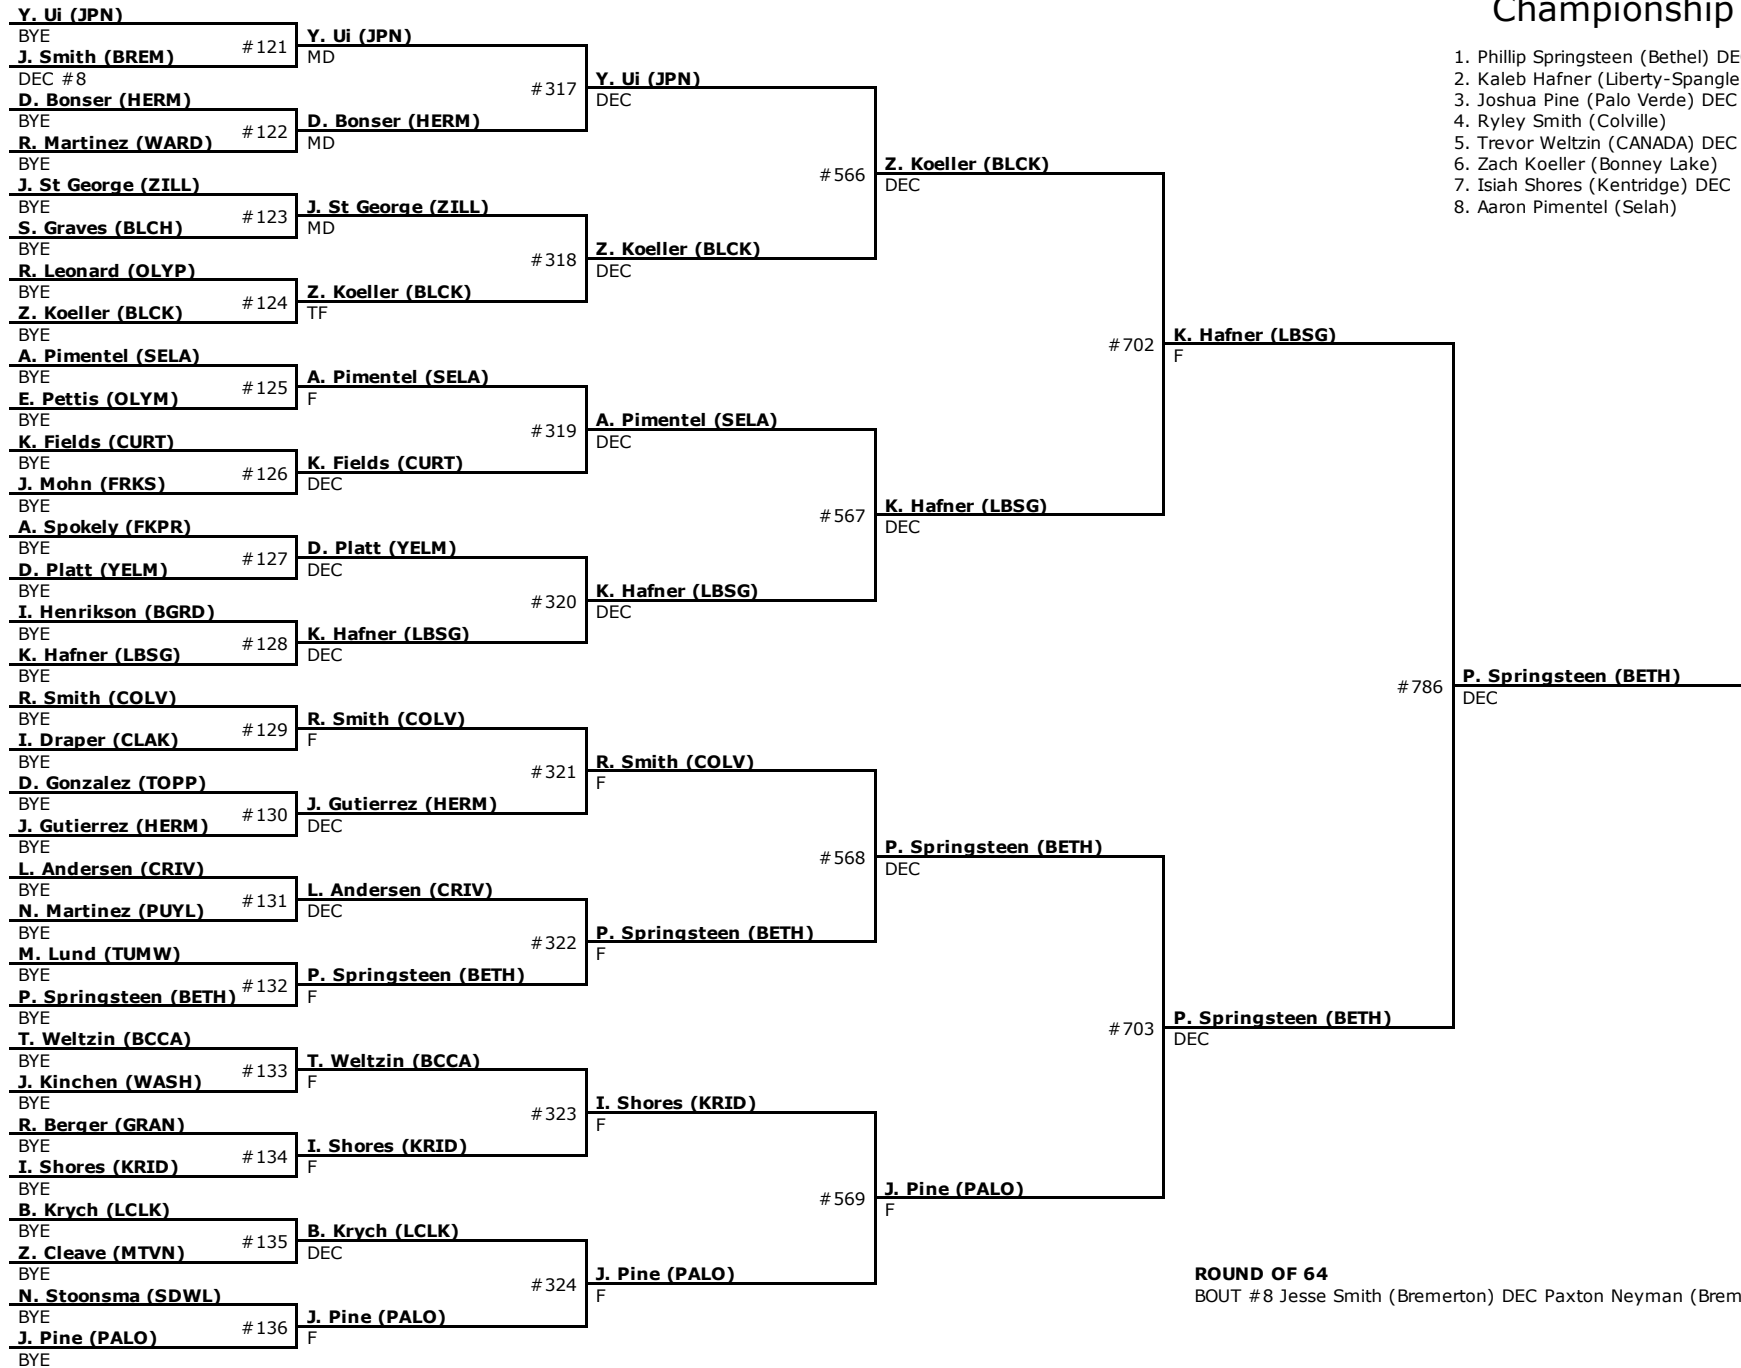 Championship
1. Phillip Springsteen (Bethel) DE
2. Kaleb Hafner (Liberty-Spangle
3. Joshua Pine (Palo Verde) DEC
4. Ryley Smith (Colville)
5. Trevor Weltzin (CANADA) DEC
6. Zach Koeller (Bonney Lake)
7. Isiah Shores (Kentridge) DEC
8. Aaron Pimentel (Selah)
Y. Ui (JPN)
BYE
J. Smith (BREM)
DEC #8
D. Bonser (HERM)
BYE
R. Martinez (WARD)
BYE
J. St George (ZILL)
BYE
S. Graves (BLCH)
BYE
R. Leonard (OLYP)
BYE
Z. Koeller (BLCK)
BYE
A. Pimentel (SELA)
BYE
E. Pettis (OLYM)
BYE
K. Fields (CURT)
BYE
J. Mohn (FRKS)
BYE
A. Spokely (FKPR)
BYE
D. Platt (YELM)
BYE
I. Henrikson (BGRD)
BYE
K. Hafner (LBSG)
BYE
R. Smith (COLV)
BYE
I. Draper (CLAK)
BYE
D. Gonzalez (TOPP)
BYE
J. Gutierrez (HERM)
BYE
L. Andersen (CRIV)
BYE
N. Martinez (PUYL)
BYE
M. Lund (TUMW)
BYE
P. Springsteen (BETH)
BYE
T. Weltzin (BCCA)
BYE
J. Kinchen (WASH)
BYE
R. Berger (GRAN)
BYE
I. Shores (KRID)
BYE
B. Krych (LCLK)
BYE
Z. Cleave (MTVN)
BYE
N. Stoonsma (SDWL)
BYE
J. Pine (PALO)
BYE
#121
#122
#123
#124
#125
#126
#127
#128
#129
#130
#131
#132
#133
#134
#135
#136
Y. Ui (JPN)
MD
D. Bonser (HERM)
MD
J. St George (ZILL)
MD
Z. Koeller (BLCK)
TF
A. Pimentel (SELA)
F
K. Fields (CURT)
DEC
D. Platt (YELM)
DEC
K. Hafner (LBSG)
DEC
R. Smith (COLV)
F
J. Gutierrez (HERM)
DEC
L. Andersen (CRIV)
DEC
P. Springsteen (BETH)
F
T. Weltzin (BCCA)
F
I. Shores (KRID)
F
B. Krych (LCLK)
DEC
J. Pine (PALO)
F
#317
#318
#319
#320
#321
#322
#323
#324
Y. Ui (JPN)
DEC
Z. Koeller (BLCK)
DEC
A. Pimentel (SELA)
DEC
K. Hafner (LBSG)
DEC
R. Smith (COLV)
F
P. Springsteen (BETH)
F
I. Shores (KRID)
F
J. Pine (PALO)
F
#566
#567
#568
#569
Z. Koeller (BLCK)
DEC
K. Hafner (LBSG)
DEC
P. Springsteen (BETH)
DEC
J. Pine (PALO)
F
#702
#703
K. Hafner (LBSG)
F
P. Springsteen (BETH)
DEC
#786
P. Springsteen (BETH)
DEC
ROUND OF 64
BOUT #8 Jesse Smith (Bremerton) DEC Paxton Neyman (Brem